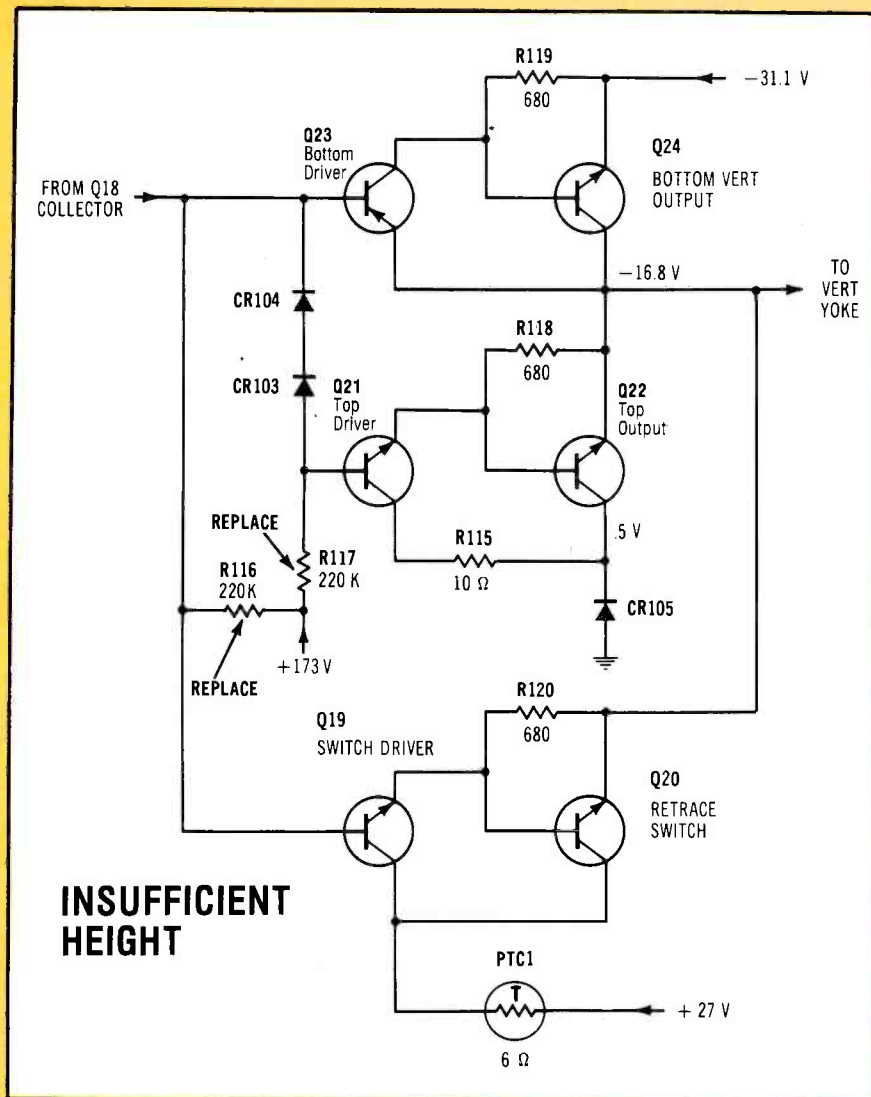 R119
680
−31.1 V
Q23
Bottom
Driver
Q24
BOTTOM VERT
OUTPUT
FROM Q18
COLLECTOR
−16.8 V
TO
VERT
YOKE
CR104
R118
680
CR103
Q21
Top
Driver
Q22
Top
Output
REPLACE
R117
220 K
.5 V
R115
10 Ω
R116
220K
CR105
+173 V
REPLACE
R120
680
Q19
SWITCH DRIVER
Q20
RETRACE
SWITCH
INSUFFICIENT
HEIGHT
PTC1
T
+ 27 V
6 Ω